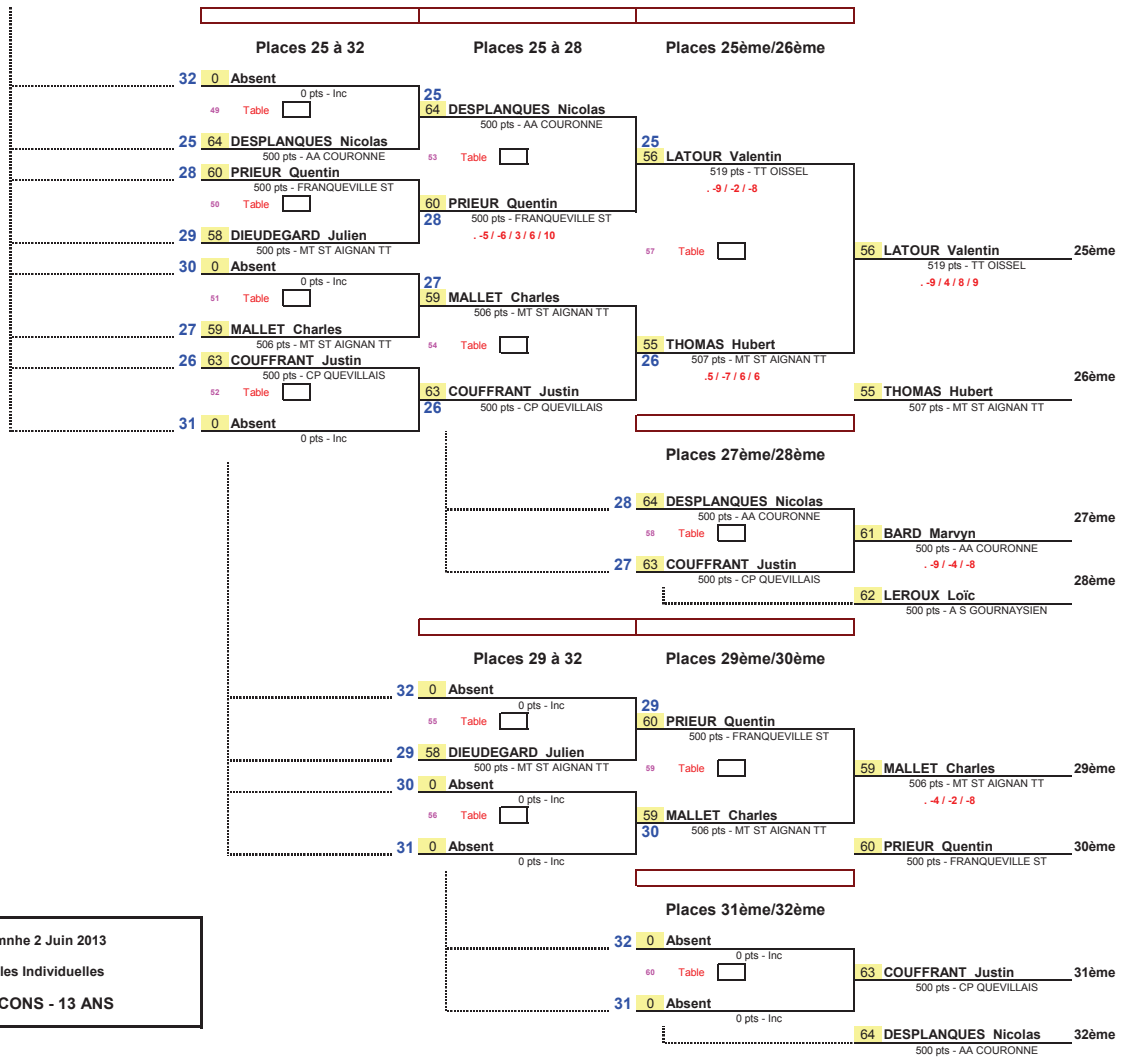 Places 25 à 32
Places 25 à 28
Places 25ème/26ème
32 0 Absent
0 pts - Inc
49 Table
25 64 DESPLANQUES Nicolas
500 pts - AA COURONNE
28 60 PRIEUR Quentin
500 pts - FRANQUEVILLE ST
50 Table
29 58 DIEUDEGARD Julien
500 pts - MT ST AIGNAN TT
30 0 Absent
0 pts - Inc
51 Table
27 59 MALLET Charles
506 pts - MT ST AIGNAN TT
26 63 COUFFRANT Justin
500 pts - CP QUEVILLAIS
52 Table
31 0 Absent
0 pts - Inc
25
64 DESPLANQUES Nicolas
500 pts - AA COURONNE
53 Table
60 PRIEUR Quentin
28 500 pts - FRANQUEVILLE ST
. -5 / -6 / 3 / 6 / 10
27
59 MALLET Charles
506 pts - MT ST AIGNAN TT
54 Table
63 COUFFRANT Justin
26 500 pts - CP QUEVILLAIS
25
56 LATOUR Valentin
519 pts - TT OISSEL
. -9 / -2 / -8
57 Table
55 THOMAS Hubert
26 507 pts - MT ST AIGNAN TT
.5 / -7 / 6 / 6
56 LATOUR Valentin 25ème
519 pts - TT OISSEL
. -9 / 4 / 8 / 9
26ème
55 THOMAS Hubert
507 pts - MT ST AIGNAN TT
Places 27ème/28ème
28 64 DESPLANQUES Nicolas
500 pts - AA COURONNE
58 Table
27 63 COUFFRANT Justin
500 pts - CP QUEVILLAIS
27ème
61 BARD Marvyn
500 pts - AA COURONNE
. -9 / -4 / -8
28ème
62 LEROUX Loïc
500 pts - A S GOURNAYSIEN
Places 29 à 32
Places 29ème/30ème
32 0 Absent
0 pts - Inc
55 Table
29 58 DIEUDEGARD Julien
500 pts - MT ST AIGNAN TT
30 0 Absent
0 pts - Inc
56 Table
31 0 Absent
0 pts - Inc
29
60 PRIEUR Quentin
500 pts - FRANQUEVILLE ST
59 Table
59 MALLET Charles
30 506 pts - MT ST AIGNAN TT
59 MALLET Charles 29ème
506 pts - MT ST AIGNAN TT
. -4 / -2 / -8
60 PRIEUR Quentin 30ème
500 pts - FRANQUEVILLE ST
Places 31ème/32ème
32 0 Absent
0 pts - Inc
60 Table
31 0 Absent
0 pts - Inc
63 COUFFRANT Justin 31ème
500 pts - CP QUEVILLAIS
64 DESPLANQUES Nicolas 32ème
500 pts - AA COURONNE
mnhe 2 Juin 2013
les Individuelles
CONS - 13 ANS